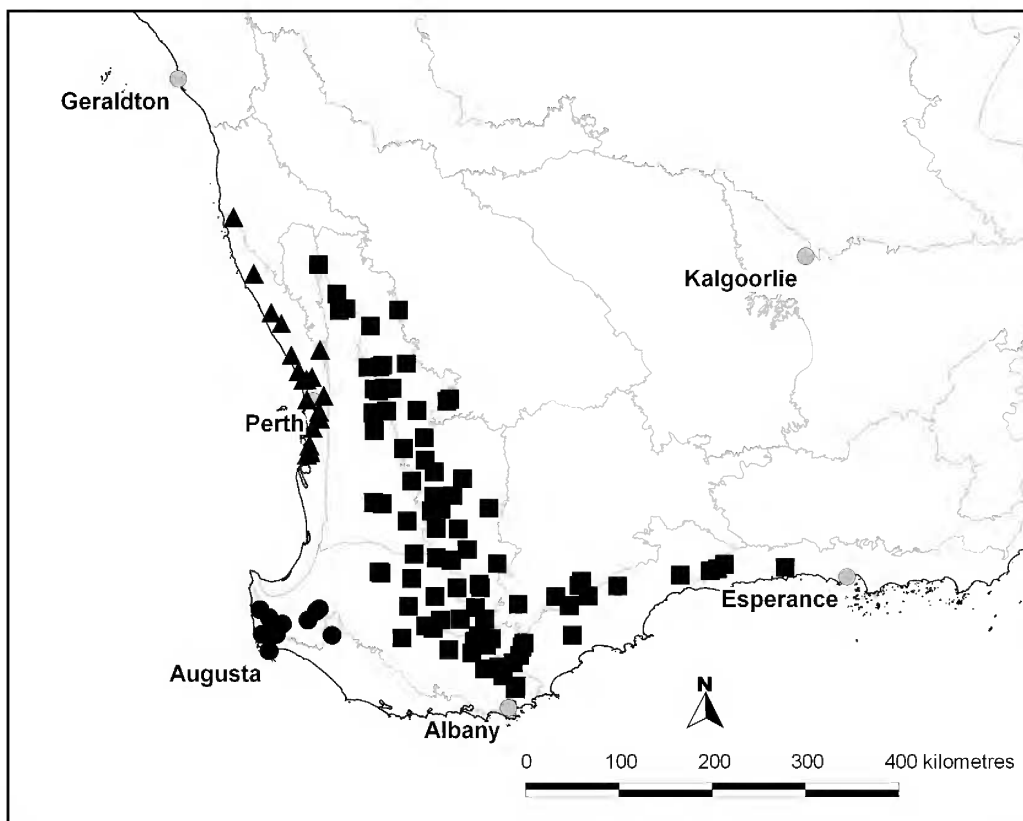 Geraldton
Kalgoorlie
Perth
Esperance
Augusta
N
Albany
0 100 200 300 400 kilometres